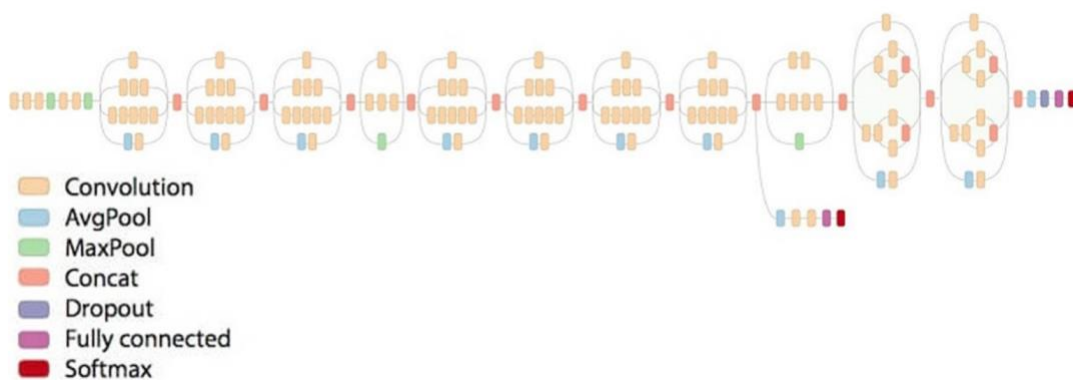 Convolution
AvgPool
MaxPool
Concat
Dropout
Fully connected
Softmax